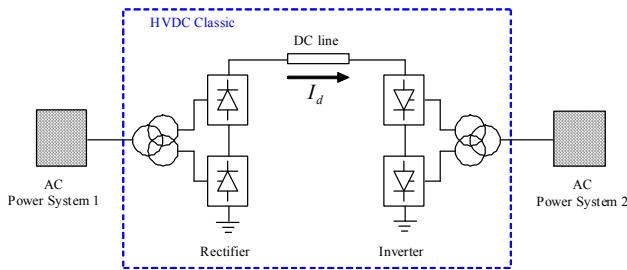 HVDC Classic
DC line
I_d
AC
Power System 1
AC
Power System 2
Rectifier
Inverter